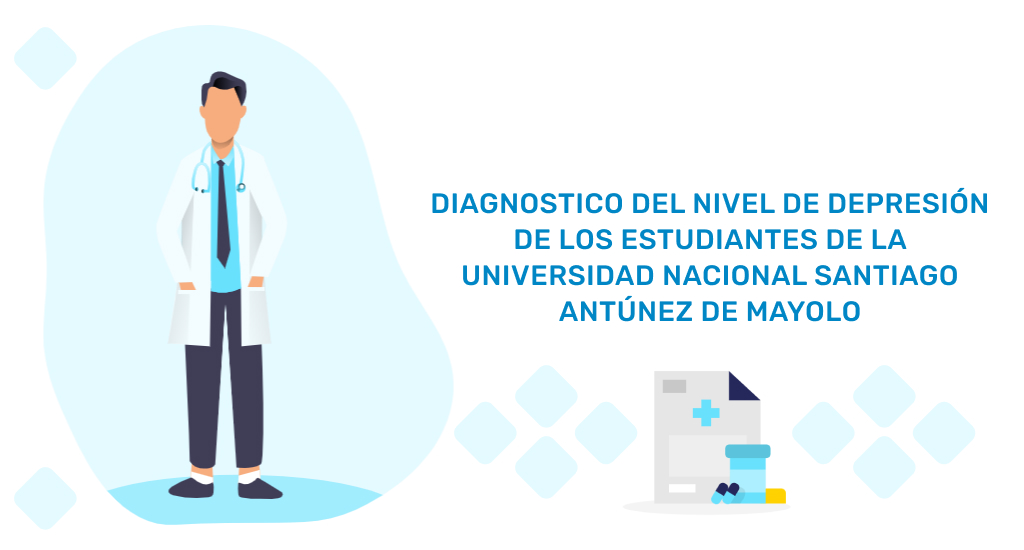 DIAGNOSTICO DEL NIVEL DE DEPRESIÓN
DE LOS ESTUDIANTES DE LA
UNIVERSIDAD NACIONAL SANTIAGO
ANTÚNEZ DE MAYOLO